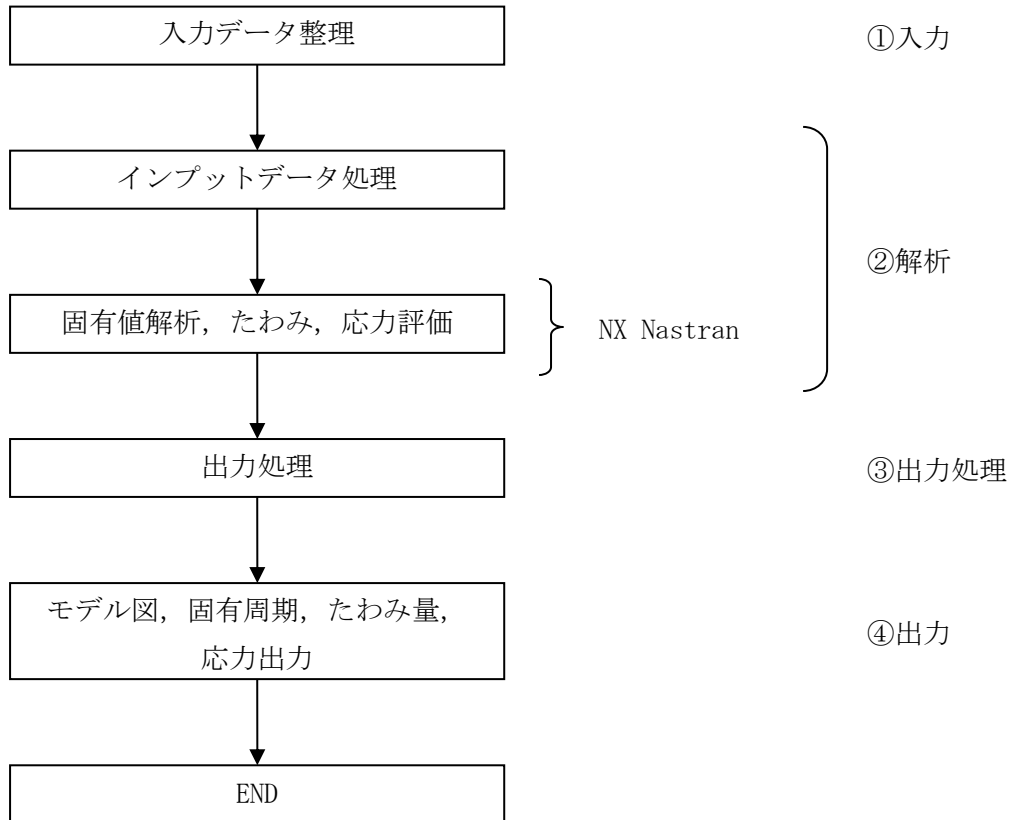 入力データ整理
①入力
インプットデータ処理
②解析
固有値解析，たわみ，応力評価
NX Nastran
出力処理
③出力処理
モデル図，固有周期，たわみ量，
応力出力
④出力
END